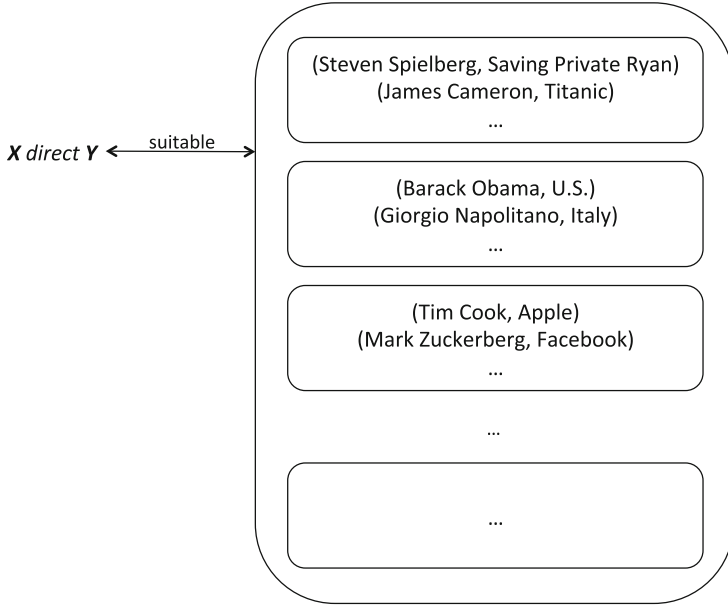 (Steven Spielberg, Saving Private Ryan)
(James Cameron, Titanic)
...
X direct Y
suitable
(Barack Obama, U.S.)
(Giorgio Napolitano, Italy)
...
(Tim Cook, Apple)
(Mark Zuckerberg, Facebook)
...
...
...